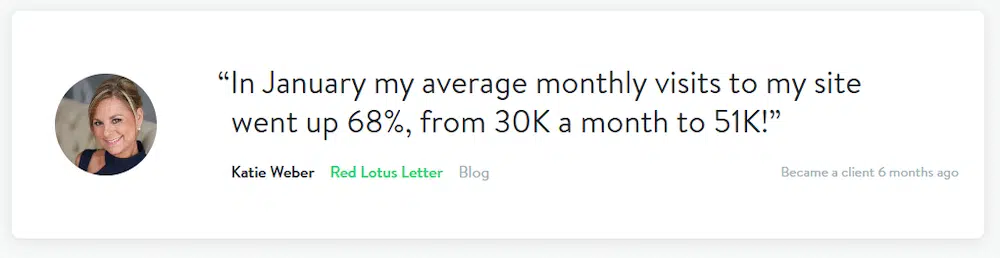 “In January my average monthly visits to my site
went up 68%, from 30K a month to 51K!”
Katie Weber Red Lotus Letter Blog Became a client 6 months ago